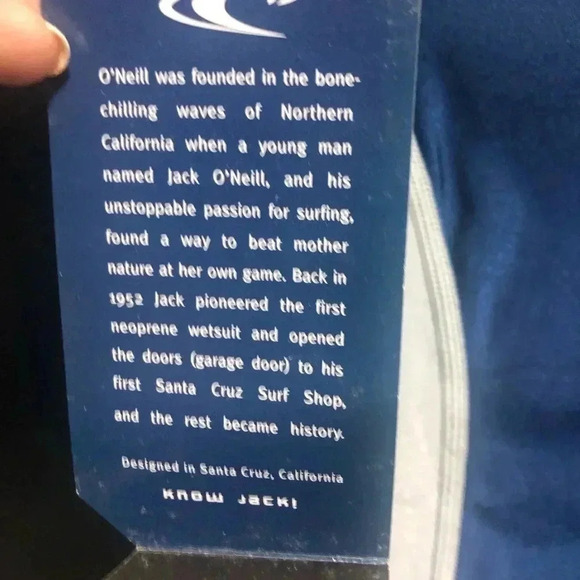 O'Neill was founded in the bone-
chilling waves of Northern
California when a young man
named Jack O'Neill, and his
unstoppable passion for surfing,
found a way to beat mother
nature at her own game. Back in
1952 Jack pioneered the first
neoprene wetsuit and opened
the doors (garage door) to his
first Santa Cruz Surf Shop,
and the rest became history.
Designed in Santa Cruz, California
KNOW JACK!